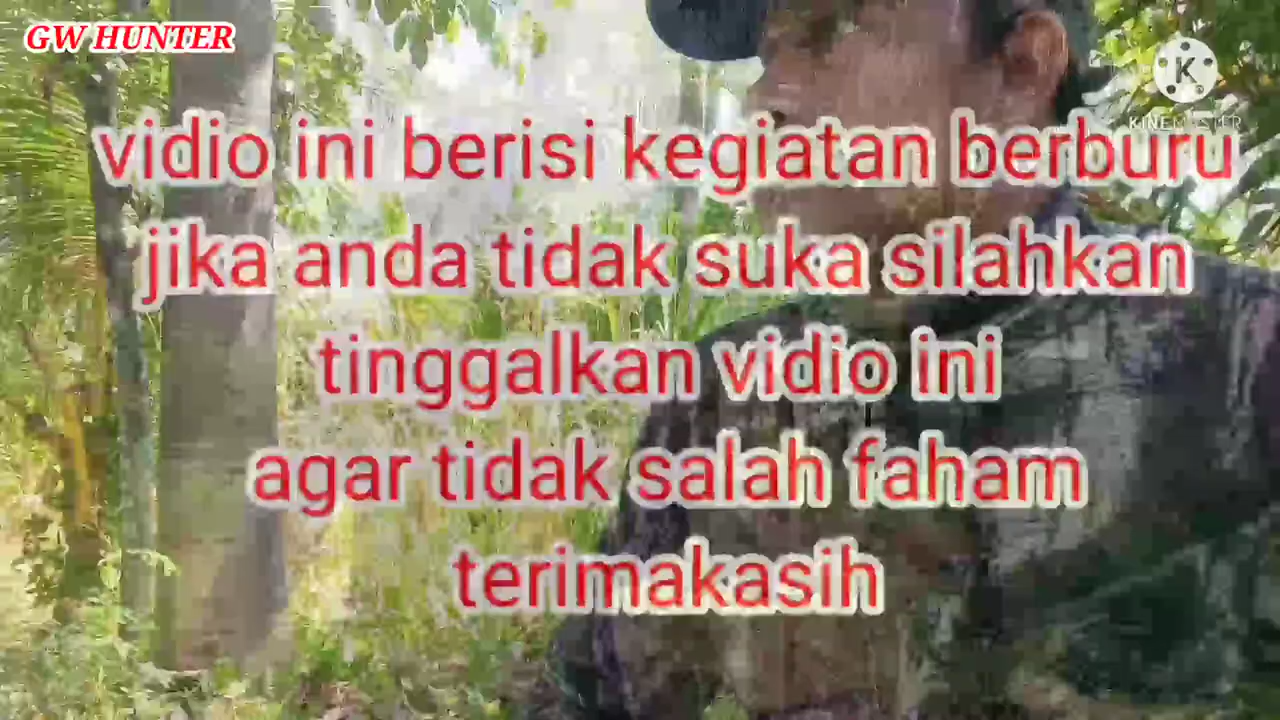 GW HUNTER
K
KINEMASTER
vidio ini berisi kegiatan berburu
jika anda tidak suka silahkan
tinggalkan vidio ini
agar tidak salah faham
terimakasih